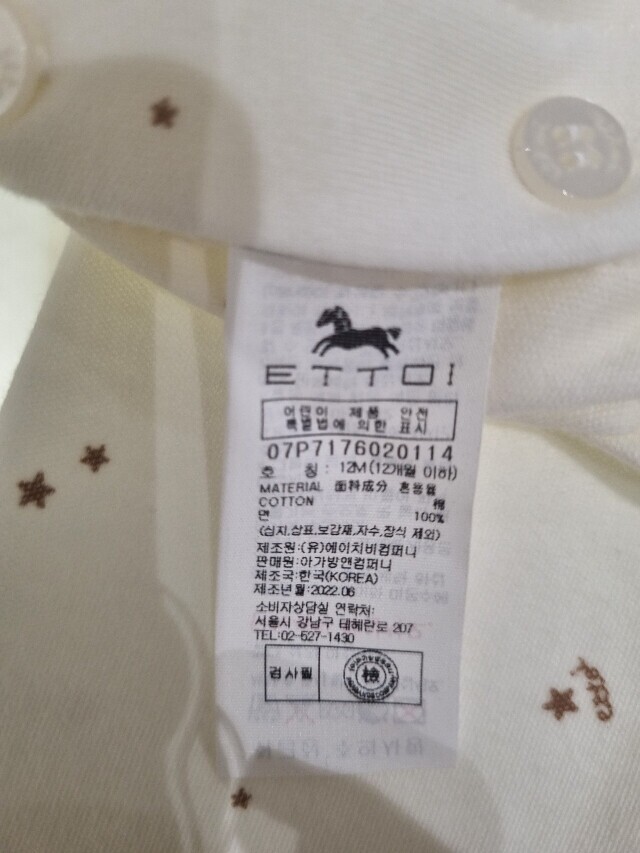 ETTOI
어린이 제품 안전
특별법에 의한 표시
07P7176020114
호 칭 : 12M(12개월 이하)
MATERIAL 面料成分 혼용율
COTTON 棉
면 100%
(심지,상표,보강재,자수,장식 제외)
제조원:(유)에이치비컴퍼니
판매원:아가방앤컴퍼니
제조국:한국(KOREA)
제조년월:2022.06
소비자상담실 연락처:
서울시 강남구 테헤란로 207
TEL:02-527-1430
검사필 檢